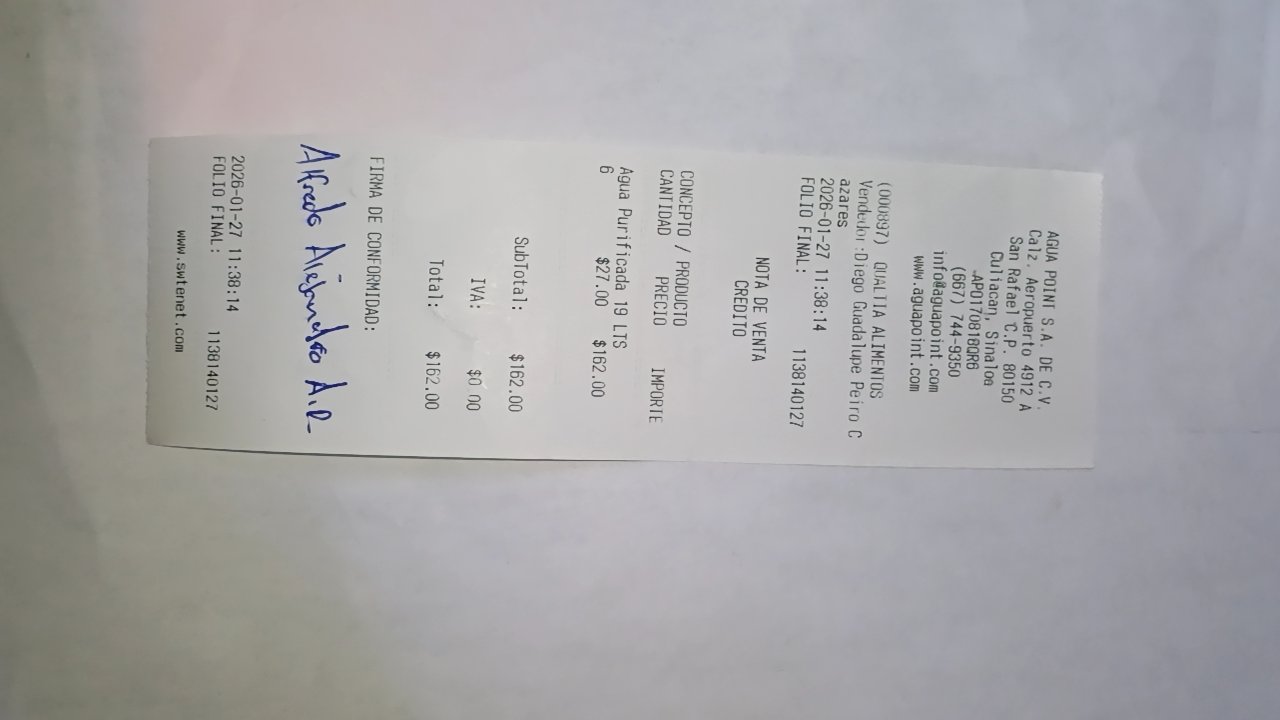 AGUA POINT S.A. DE C.V.
Calz. Aeropuerto 4912 A
San Rafael C.P. 80150
Culiacan, Sinaloa
APO170818QR6
(667) 744-9350
info@aguapoint.com
www.aguapoint.com
(000897) QUALTIA ALIMENTOS
Vendedor:Diego Guadalupe Peiro C
azares
2026-01-27 11:38:14
FOLIO FINAL: 1138140127
NOTA DE VENTA
CREDITO
CONCEPTO / PRODUCTO
CANTIDAD PRECIO IMPORTE
Agua Purificada 19 LTS
6 $27.00 $162.00
SubTotal: $162.00
IVA: $0.00
Total: $162.00
FIRMA DE CONFORMIDAD:
Alfredo Alejandro A.R
2026-01-27 11:38:14
FOLIO FINAL: 1138140127
www.swtenet.com